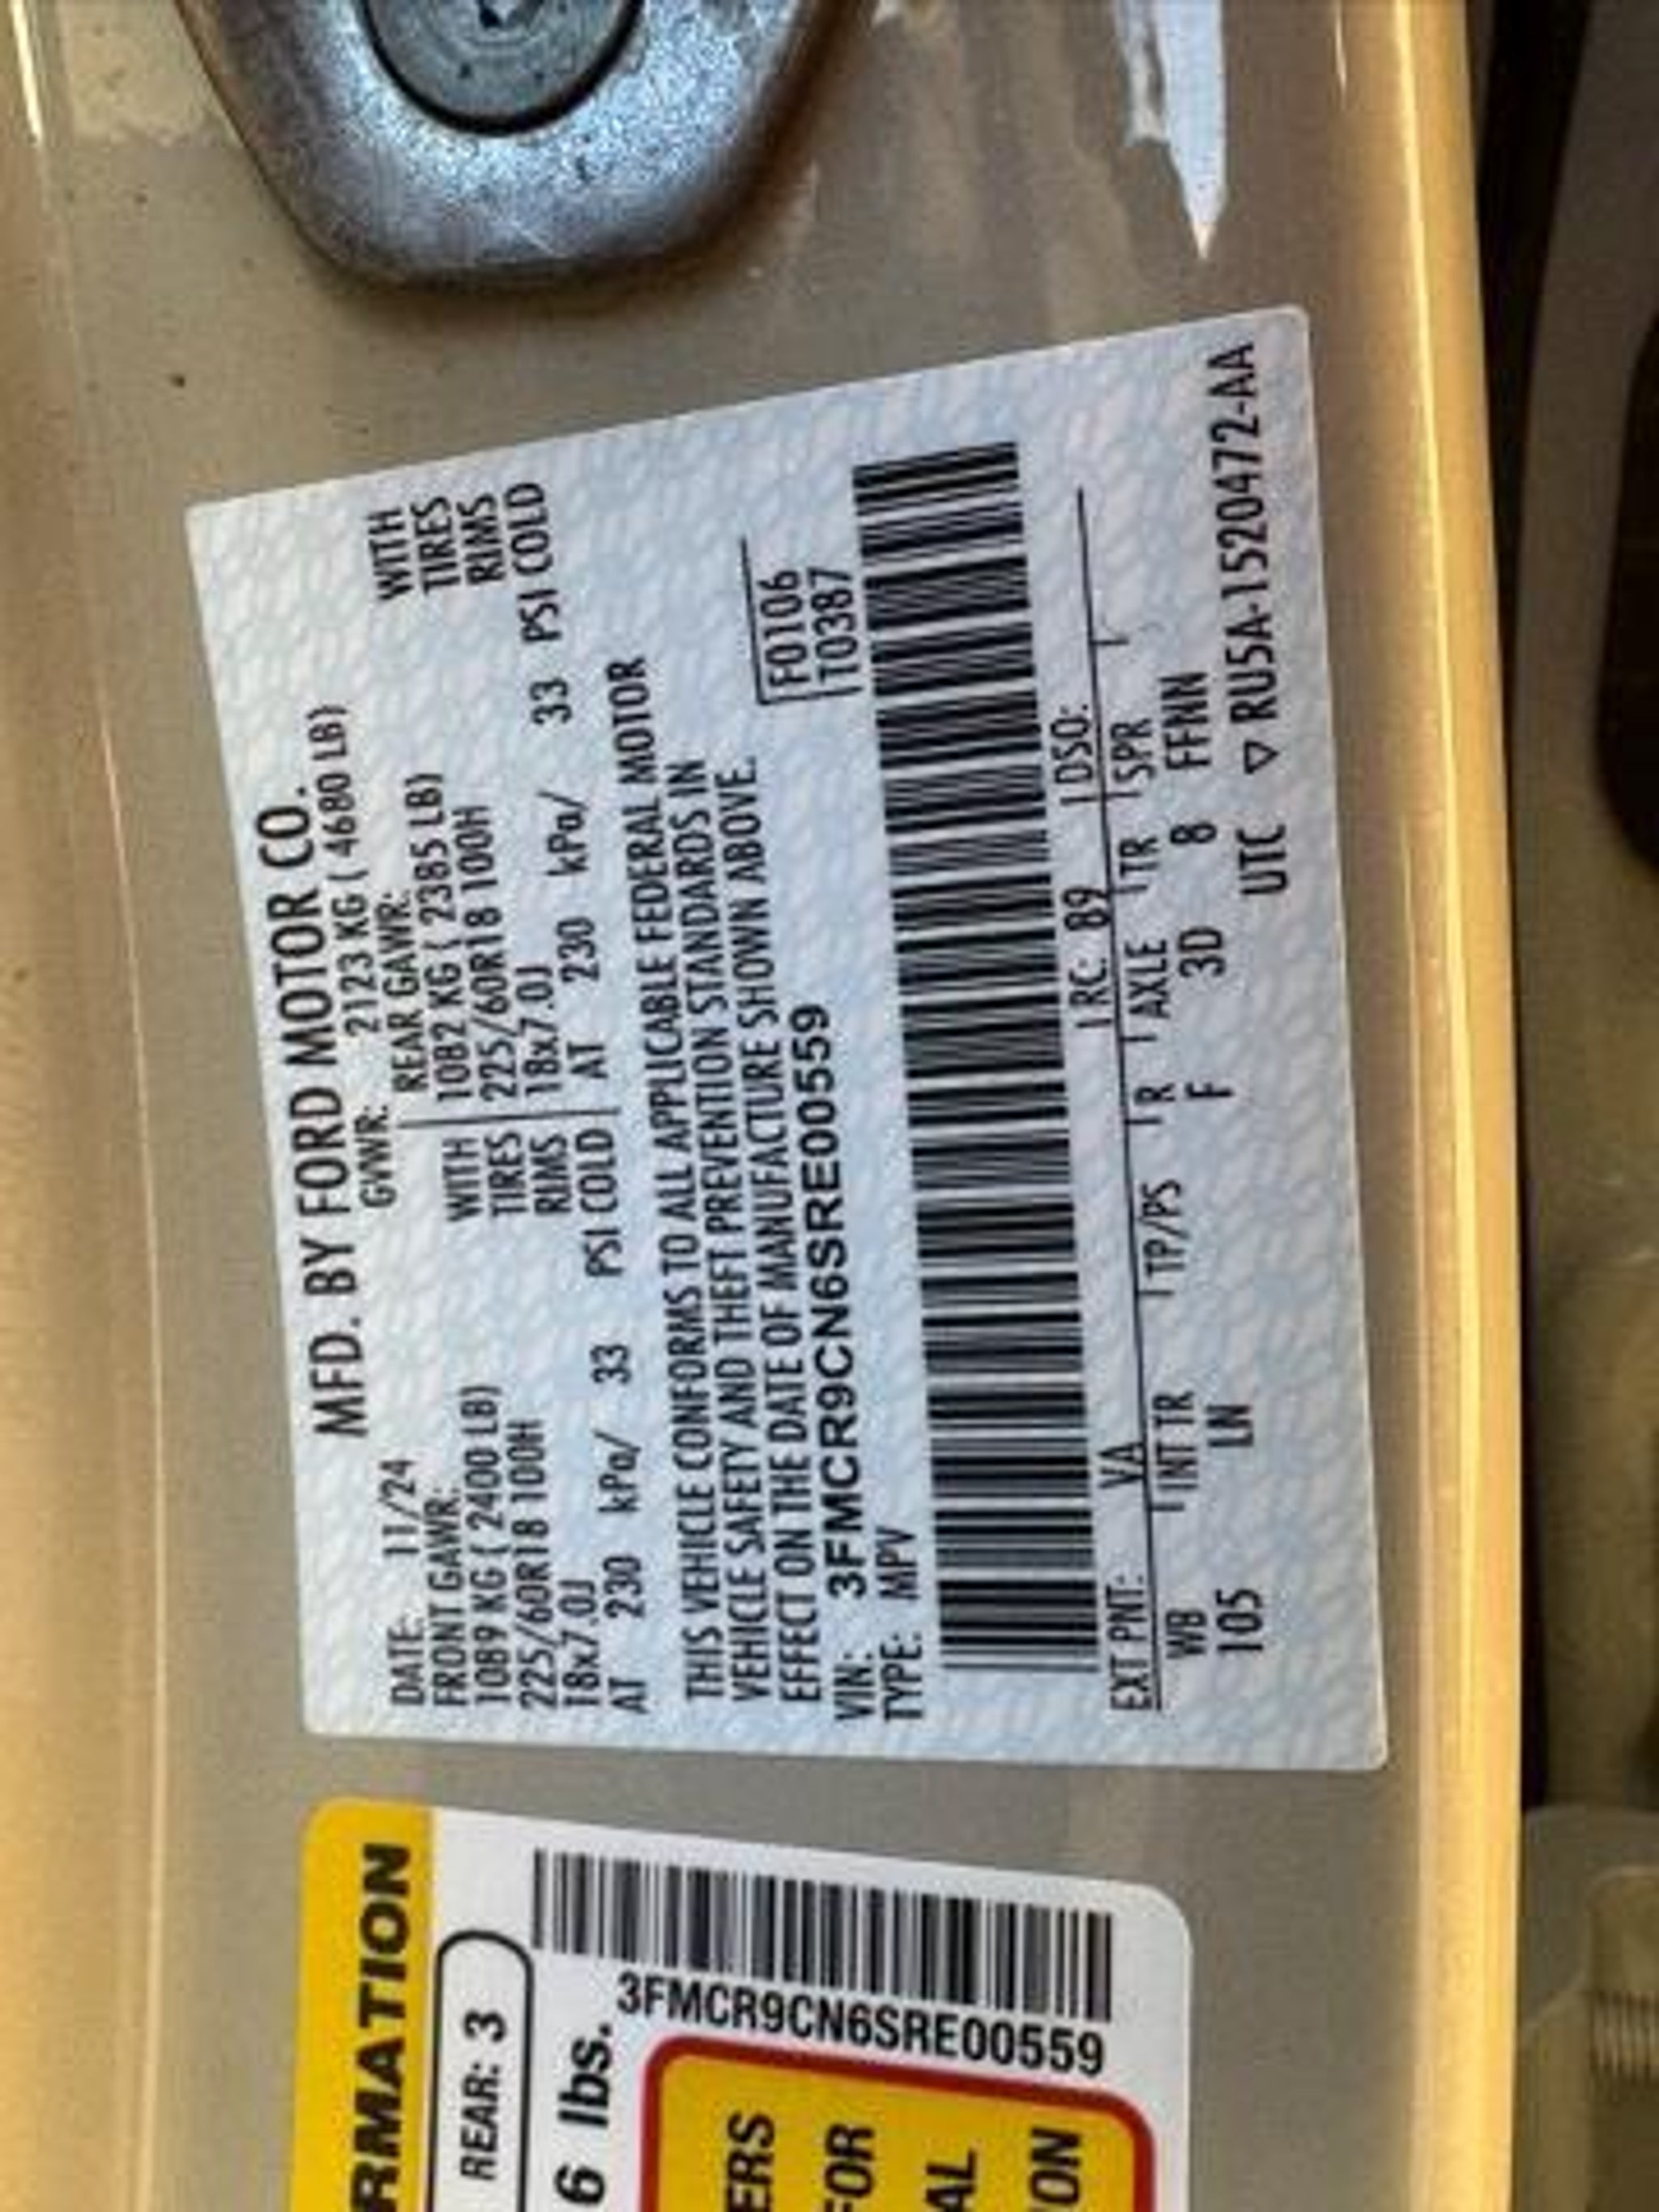 MFD. BY FORD MOTOR CO.
DATE: 11/24 GVWR: 2123 KG ( 4680 LB)
FRONT GAWR: REAR GAWR:
1089 KG ( 2400 LB) WITH 1082 KG ( 2385 LB) WITH
225/60R18 100H TIRES 225/60R18 100H TIRES
18x7.0J RIMS 18x7.0J RIMS
AT 230 kPa/ 33 PSI COLD AT 230 kPa/ 33 PSI COLD
THIS VEHICLE CONFORMS TO ALL APPLICABLE FEDERAL MOTOR
VEHICLE SAFETY AND THEFT PREVENTION STANDARDS IN
EFFECT ON THE DATE OF MANUFACTURE SHOWN ABOVE.
VIN: 3FMCR9CN6SRE00559 F0106
TYPE: MPV T0387
EXT PNT: YA RC: 89 DSO:
WB INT TR TP/PS R AXLE TR SPR
105 LN F 3D 8 FFNN
UTC ▽ RU5A-1520472-AA
RMATION
REAR: 3
6 lbs.
3FMCR9CN6SRE00559
ERS
FOR
AL
ON